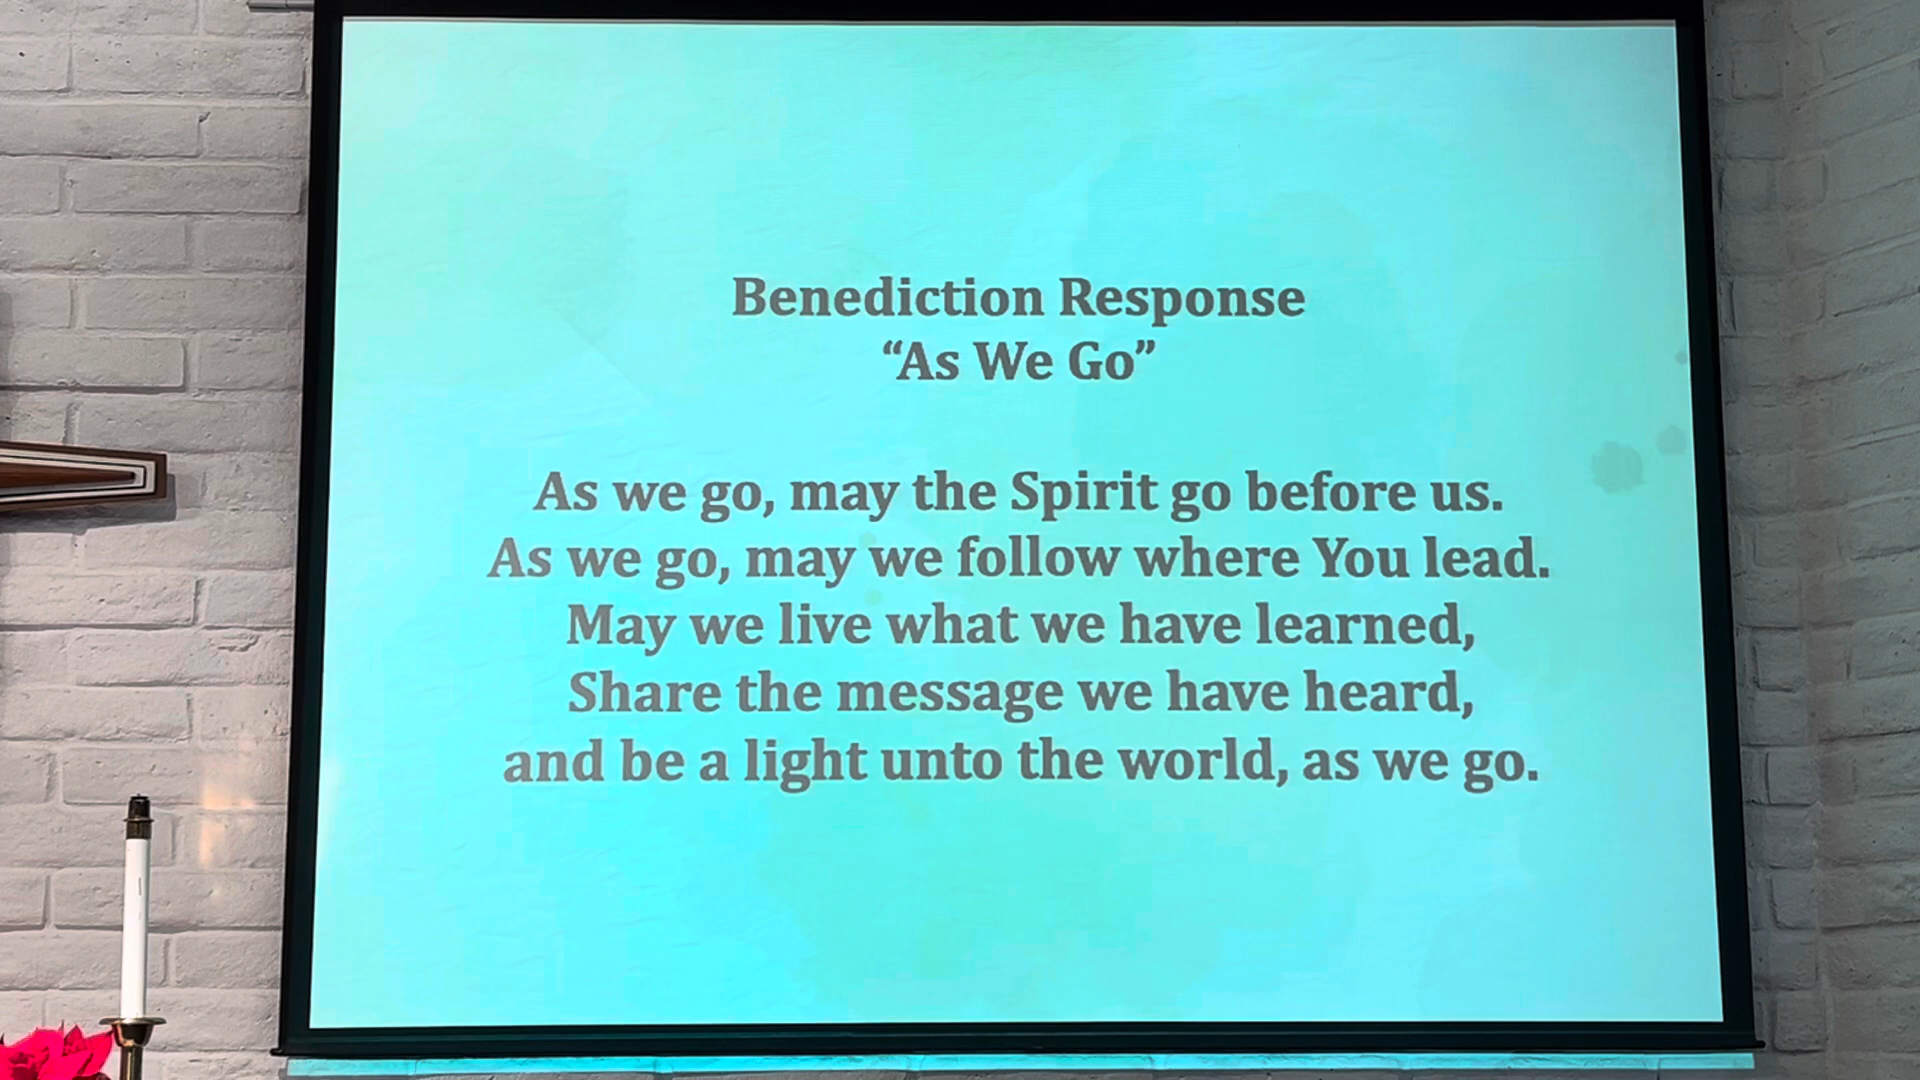 Benediction Response
“As We Go”
As we go, may the Spirit go before us.
As we go, may we follow where You lead.
May we live what we have learned,
Share the message we have heard,
and be a light unto the world, as we go.